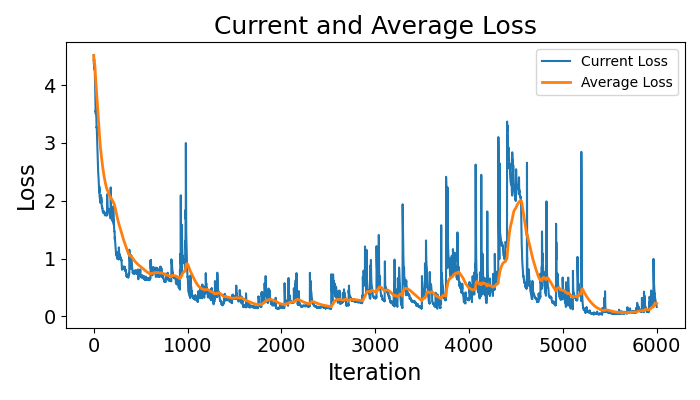 Current and Average Loss
Loss
4
3
2
1
0
Current Loss
Average Loss
0 1000 2000 3000 4000 5000 6000
Iteration